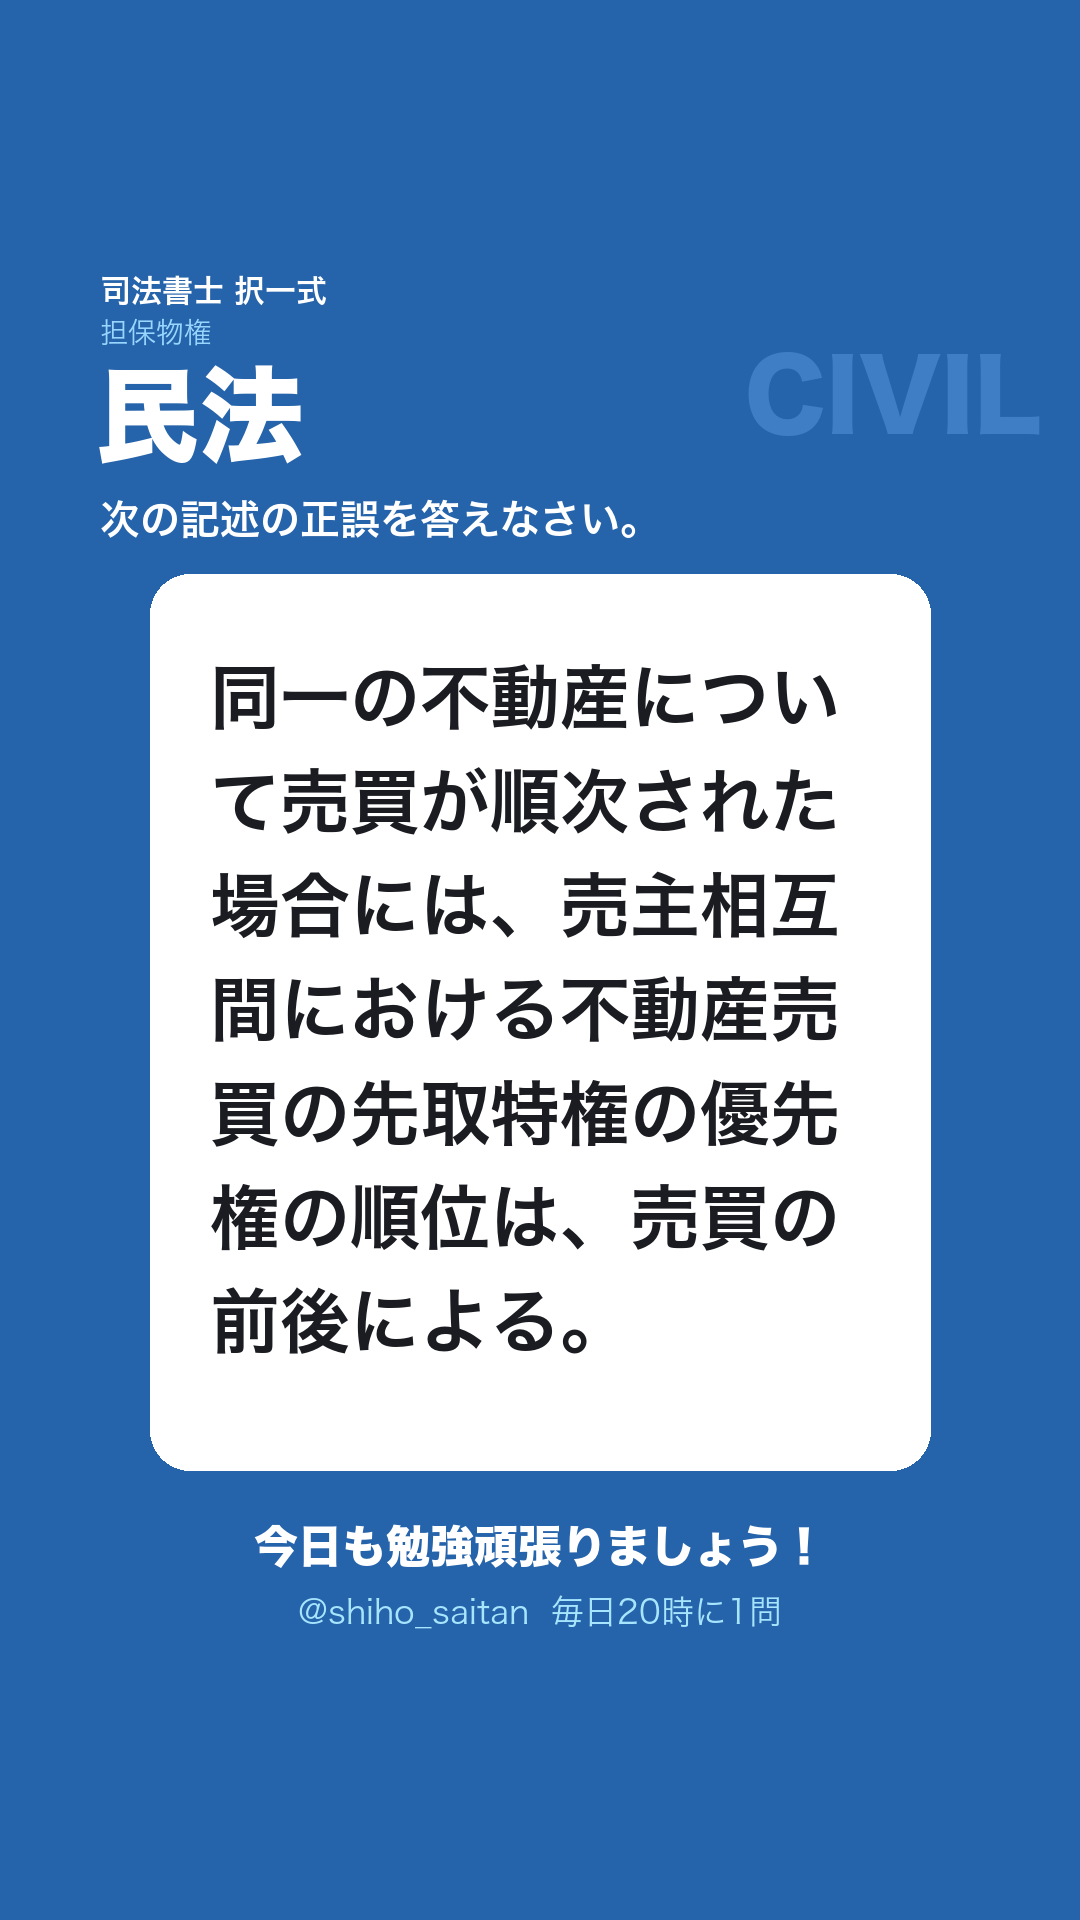 司法書士 択一式
担保物権
民法
CIVIL
次の記述の正誤を答えなさい。
同一の不動産につい
て売買が順次された
場合には、売主相互
間における不動産売
買の先取特権の優先
権の順位は、売買の
前後による。
今日も勉強頑張りましょう！
@shiho_saitan 毎日20時に1問